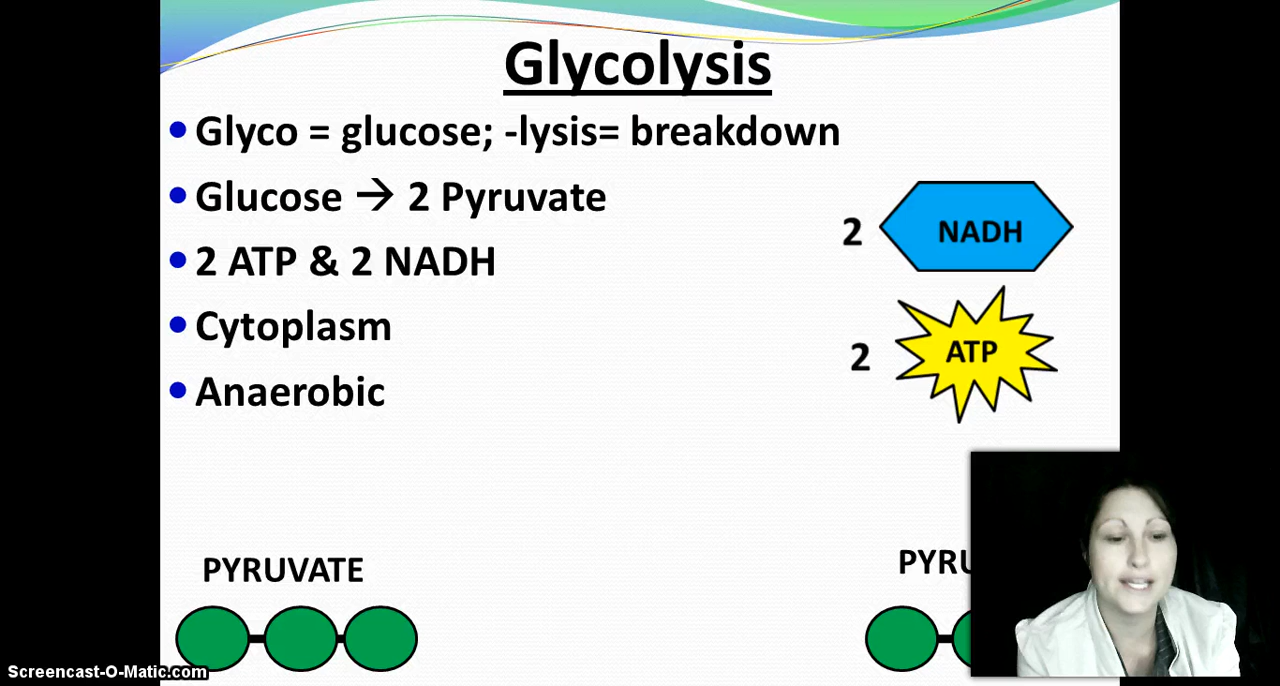 Glycolysis
Glyco = glucose; -lysis= breakdown
Glucose → 2 Pyruvate
2 NADH
2 ATP & 2 NADH
Cytoplasm
2 ATP
Anaerobic
PYRUVATE
PYRU
Screencast-O-Matic.com